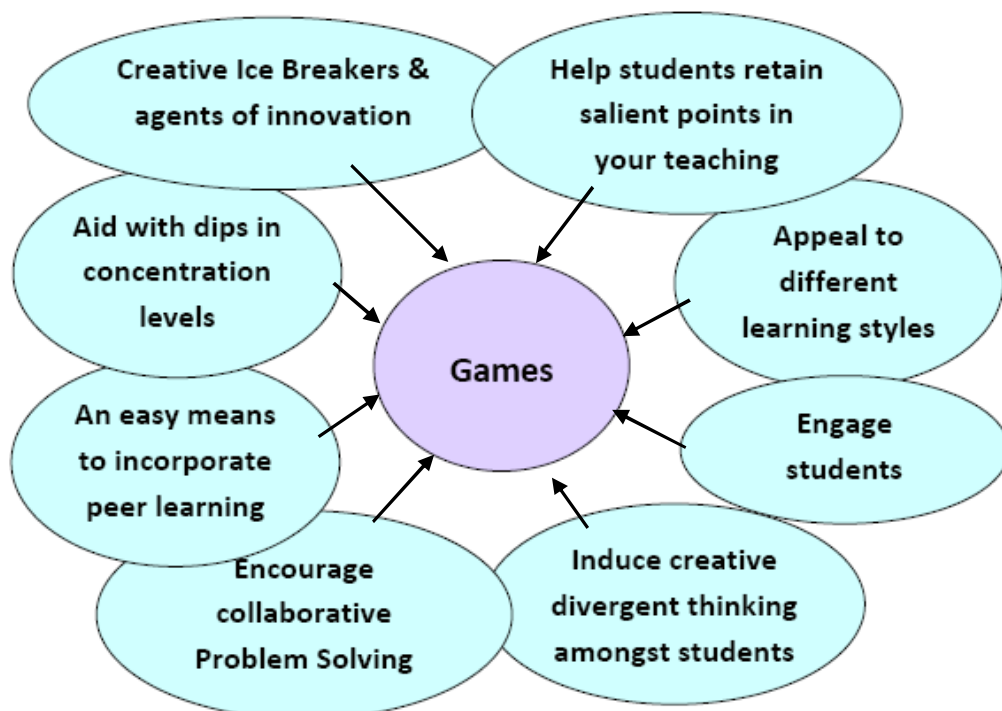 Creative Ice Breakers &
agents of innovation
Help students retain
salient points in
your teaching
Appeal to
different
learning styles
Engage
students
Induce creative
divergent thinking
amongst students
Encourage
collaborative
Problem Solving
An easy means
to incorporate
peer learning
Aid with dips in
concentration
levels
Games